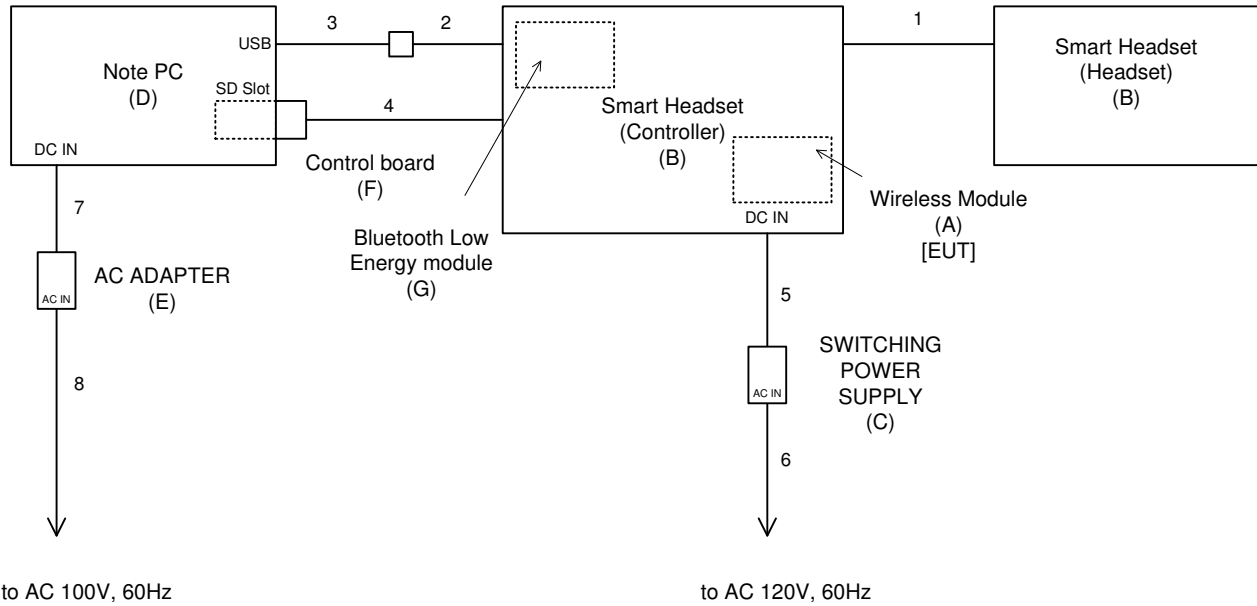 3
2
1
USB
Note PC
(D)
SD Slot
4
DC IN
Smart Headset
(Controller)
(B)
Smart Headset
(Headset)
(B)
Control board
(F)
Wireless Module
(A)
[EUT]
DC IN
Bluetooth Low
Energy module
(G)
7
AC ADAPTER
(E)
AC IN
5
SWITCHING
POWER
SUPPLY
(C)
AC IN
8
6
to AC 100V, 60Hz
to AC 120V, 60Hz